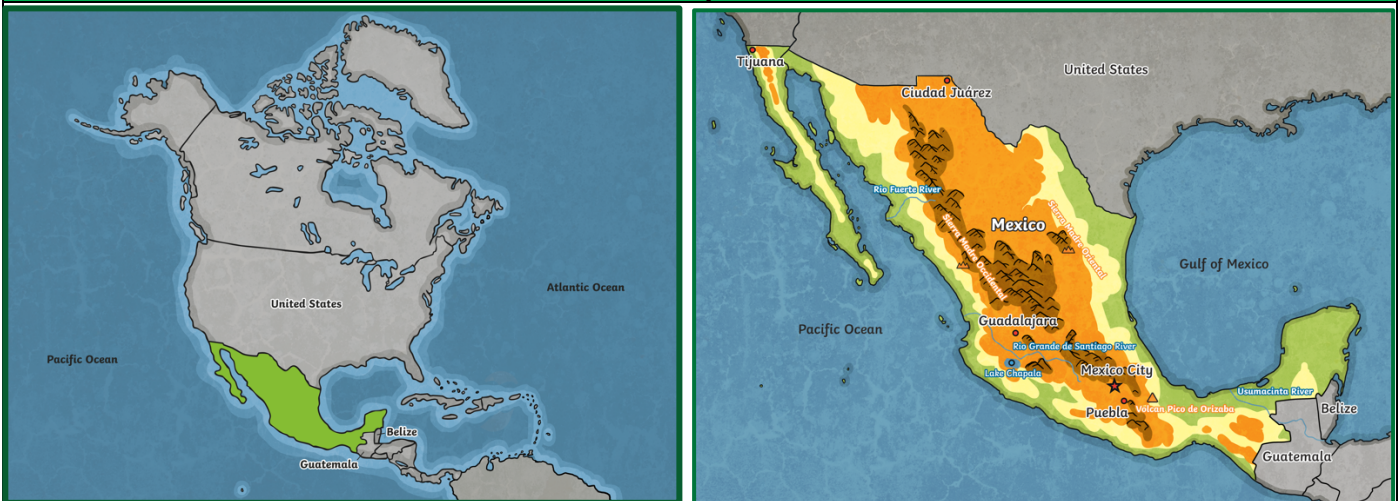 United States
Atlantic Ocean
Pacific Ocean
Belize
Guatemala
Tijuana
United States
Ciudad Juárez
Rio Fuerte River
Mexico
Sierra Madre Occidental
Sierra Madre Oriental
Gulf of Mexico
Pacific Ocean
Guadalajara
Rio Grande de Santiago River
Lake Chapala
Mexico City
Usumacinta River
Puebla
Volcan Pico de Orizaba
Belize
Guatemala